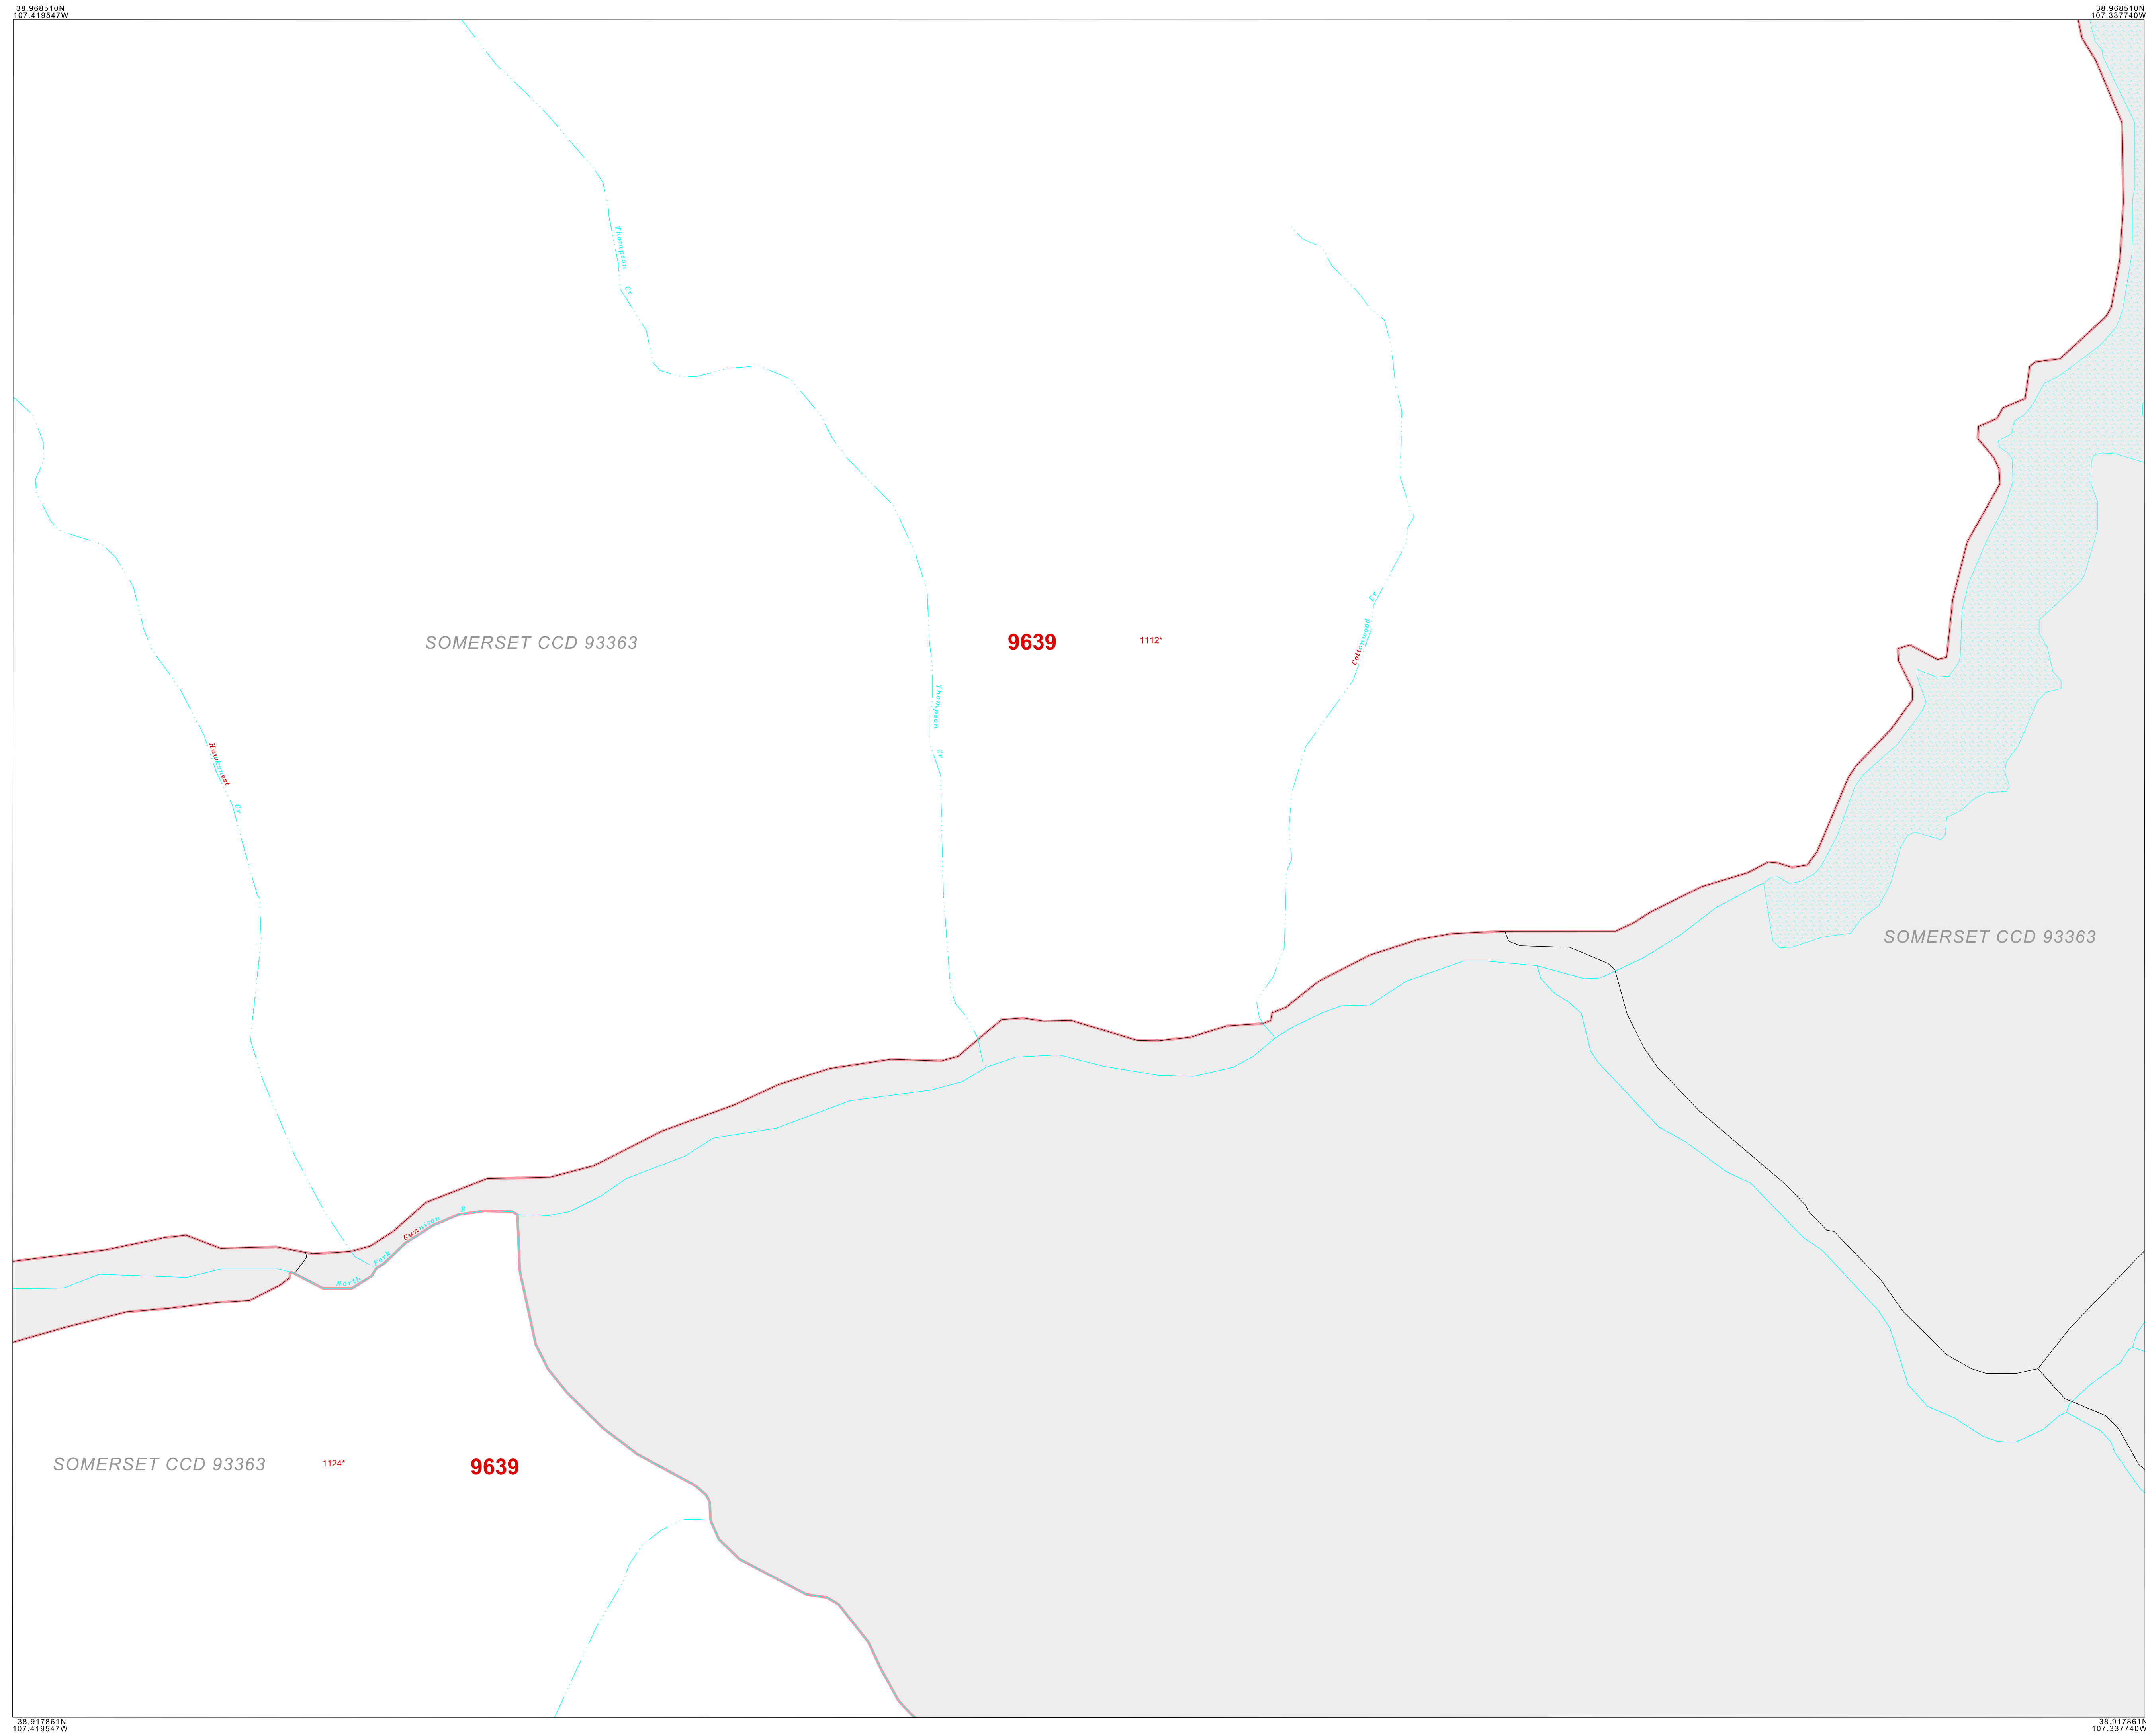 38.968510N
107.419547W
38.968510N
107.337740W
Thompson Cr
Cottonwood Cr
SOMERSET CCD 93363
9639
1112*
Thompson Cr
Hawksnest Cr
SOMERSET CCD 93363
North Fork Gunnison R
SOMERSET CCD 93363
1124*
9639
38.917861N
107.419547W
38.917861N
107.337740W